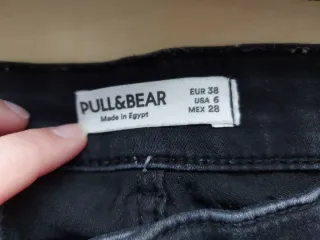 PULL&BEAR
Made in Egypt
EUR 38
USA 6
MEX 28